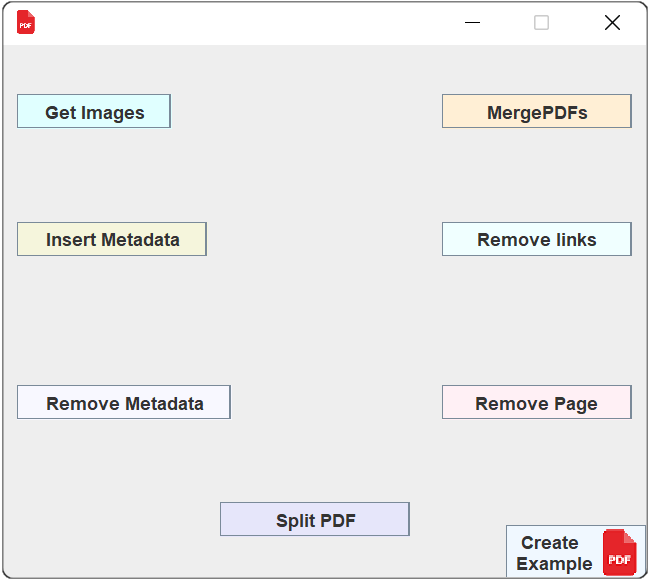 PDF
Get Images
MergePDFs
Insert Metadata
Remove links
Remove Metadata
Remove Page
Split PDF
Create
Example
PDF